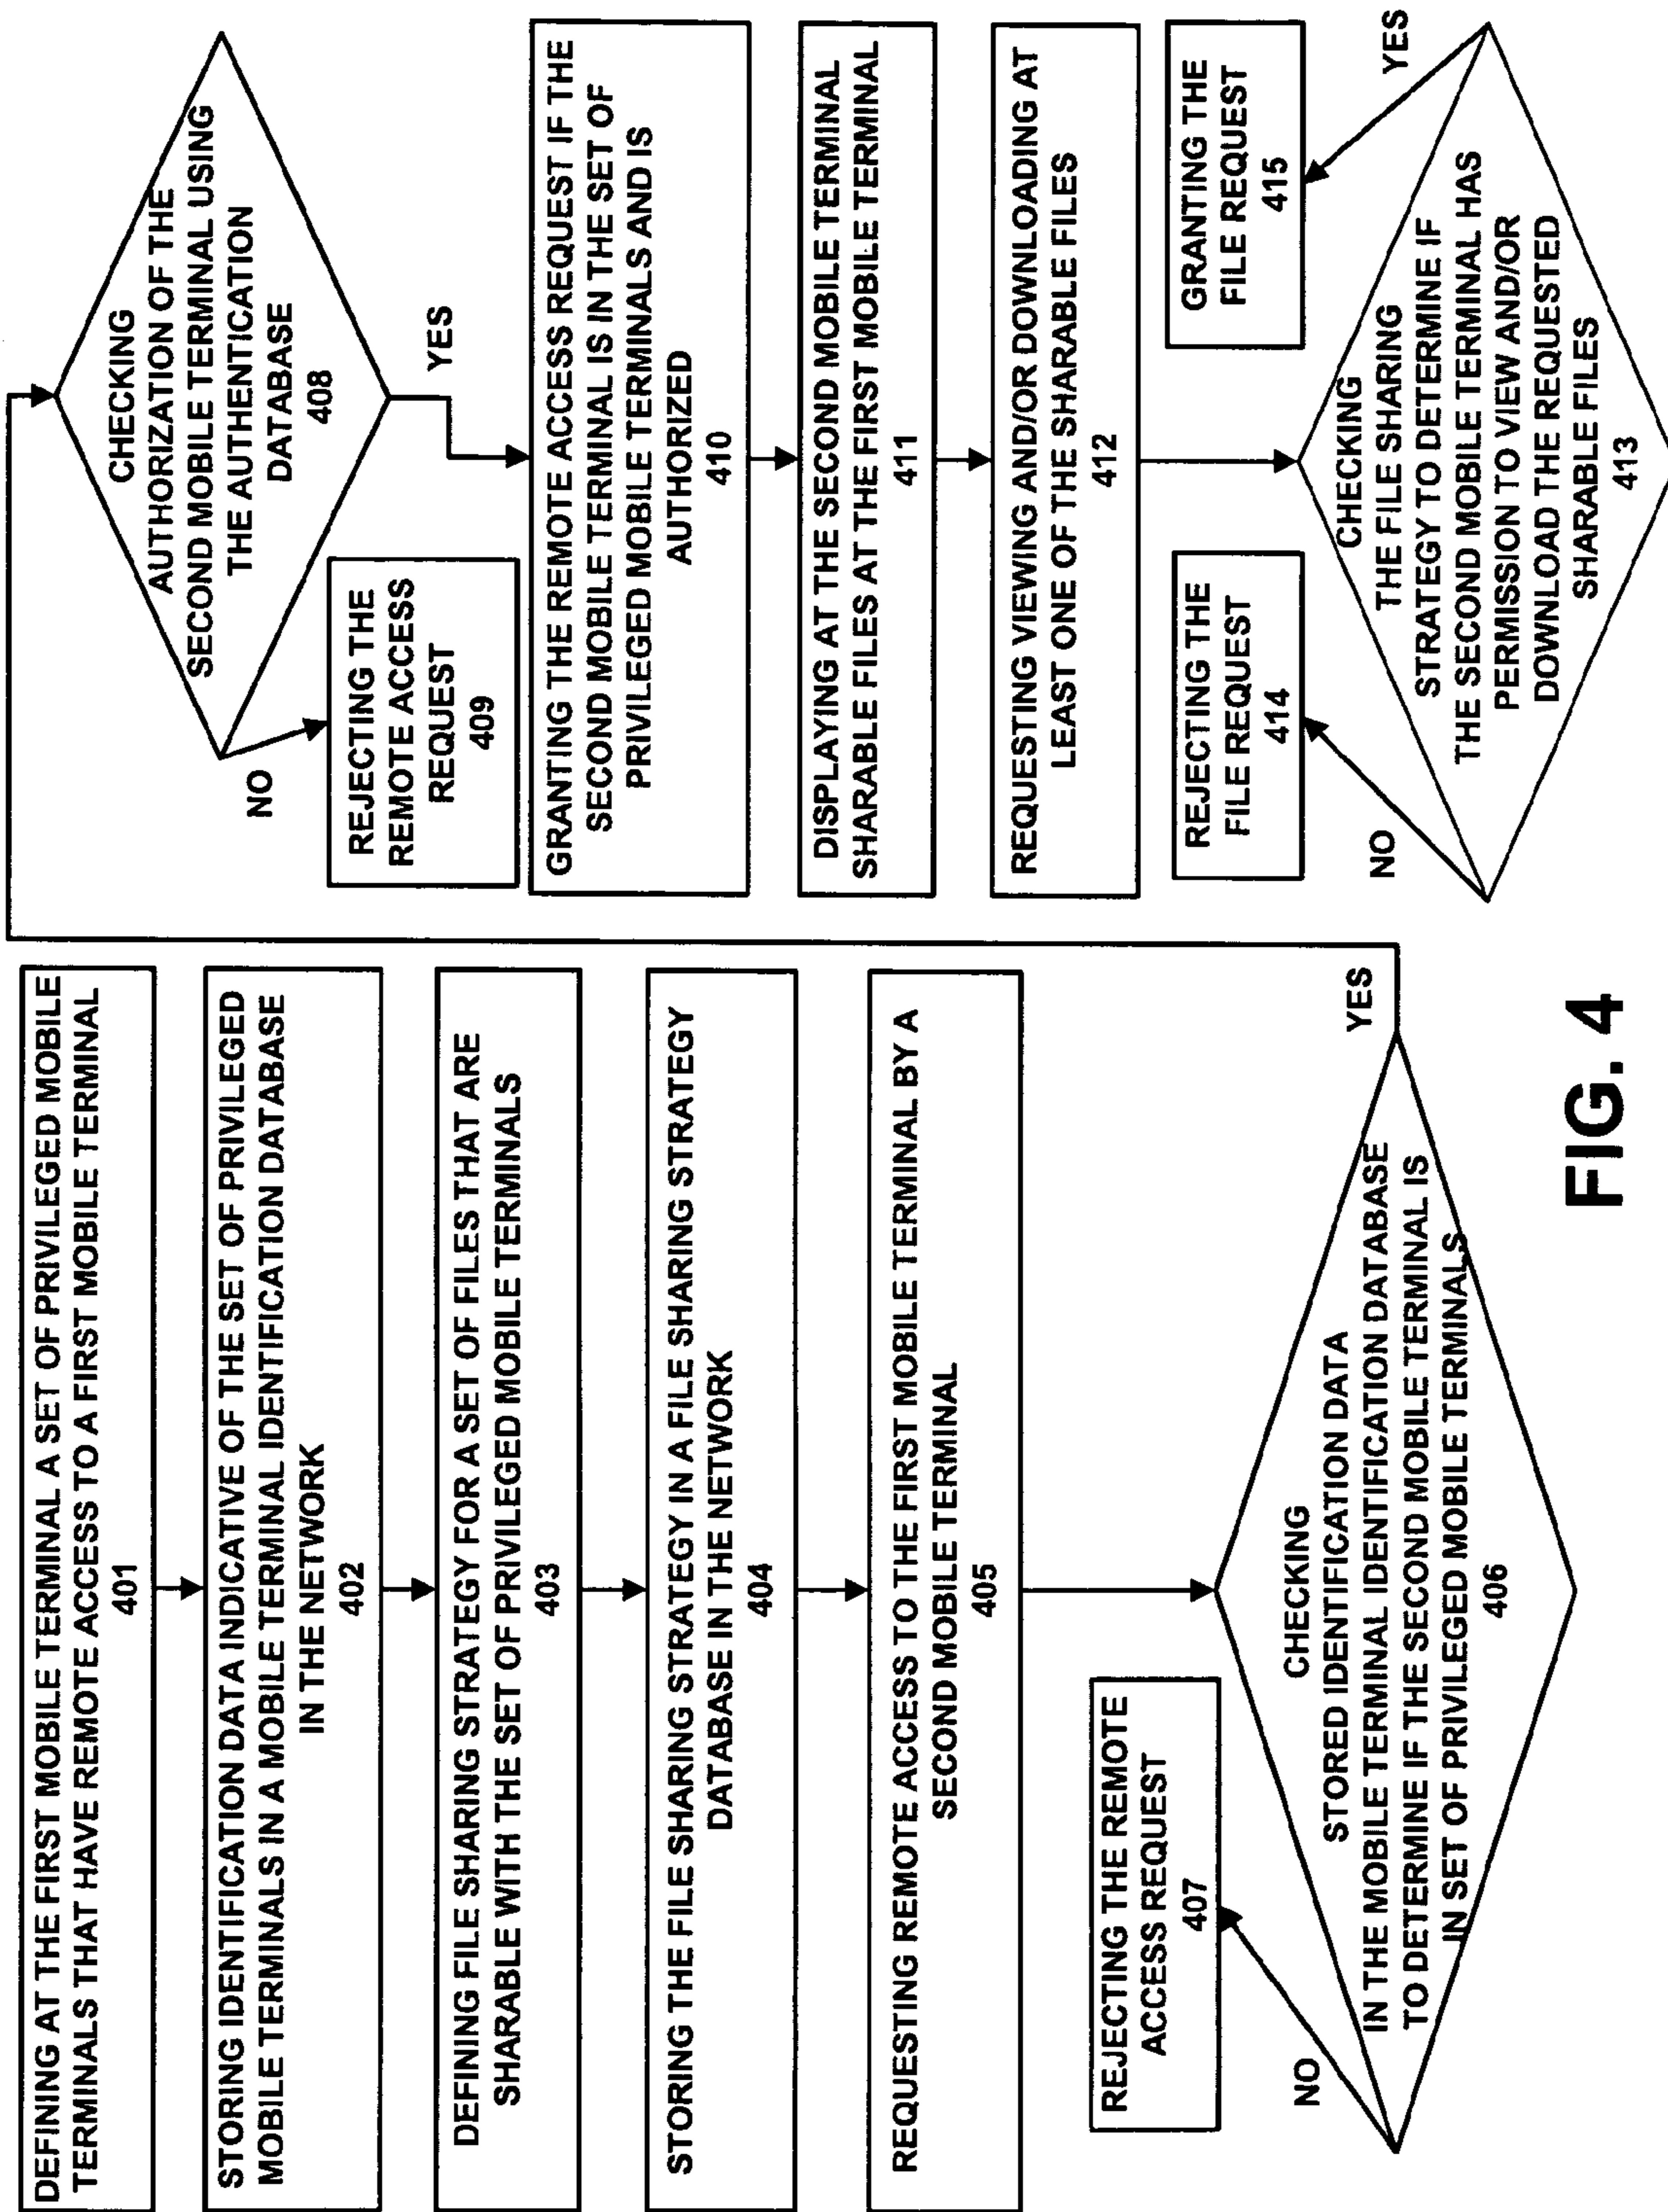 DEFINING AT THE FIRST MOBILE TERMINAL A SET OF PRIVILEGED MOBILE
TERMINALS THAT HAVE REMOTE ACCESS TO A FIRST MOBILE TERMINAL
401
STORING IDENTIFICATION DATA INDICATIVE OF THE SET OF PRIVILEGED
MOBILE TERMINALS IN A MOBILE TERMINAL IDENTIFICATION DATABASE
IN THE NETWORK
402
DEFINING FILE SHARING STRATEGY FOR A SET OF FILES THAT ARE
SHARABLE WITH THE SET OF PRIVILEGED MOBILE TERMINALS
403
STORING THE FILE SHARING STRATEGY IN A FILE SHARING STRATEGY
DATABASE IN THE NETWORK
404
REQUESTING REMOTE ACCESS TO THE FIRST MOBILE TERMINAL BY A
SECOND MOBILE TERMINAL
405
CHECKING
STORED IDENTIFICATION DATA
IN THE MOBILE TERMINAL IDENTIFICATION DATABASE
TO DETERMINE IF THE SECOND MOBILE TERMINAL IS
IN SET OF PRIVILEGED MOBILE TERMINALS
406
NO
REJECTING THE REMOTE
ACCESS REQUEST
407
YES
CHECKING
AUTHORIZATION OF THE
SECOND MOBILE TERMINAL USING
THE AUTHENTICATION
DATABASE
408
NO
REJECTING THE
REMOTE ACCESS
REQUEST
409
YES
GRANTING THE REMOTE ACCESS REQUEST IF THE
SECOND MOBILE TERMINAL IS IN THE SET OF
PRIVILEGED MOBILE TERMINALS AND IS
AUTHORIZED
410
DISPLAYING AT THE SECOND MOBILE TERMINAL
SHARABLE FILES AT THE FIRST MOBILE TERMINAL
411
REQUESTING VIEWING AND/OR DOWNLOADING AT
LEAST ONE OF THE SHARABLE FILES
412
CHECKING
THE FILE SHARING
STRATEGY TO DETERMINE IF
THE SECOND MOBILE TERMINAL HAS
PERMISSION TO VIEW AND/OR
DOWNLOAD THE REQUESTED
SHARABLE FILES
413
NO
REJECTING THE
FILE REQUEST
414
YES
GRANTING THE
FILE REQUEST
415
FIG. 4